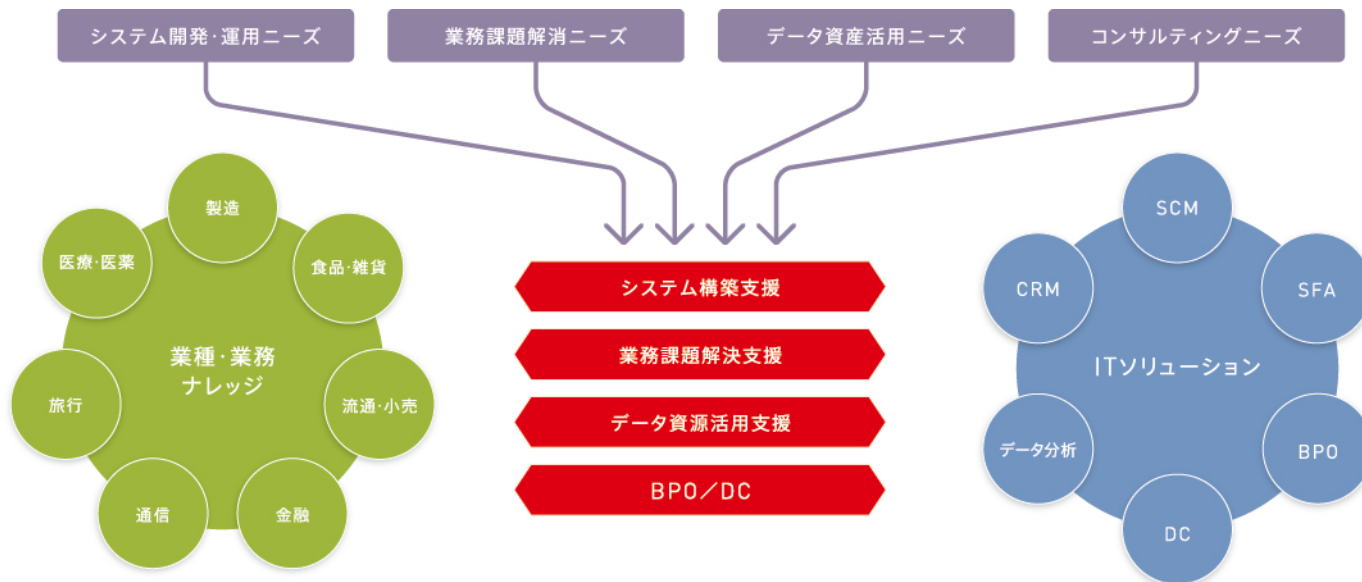 システム開発・運用ニーズ
業務課題解消ニーズ
データ資産活用ニーズ
コンサルティングニーズ
製造
医療・医薬
食品・雑貨
業種・業務
ナレッジ
旅行
流通・小売
通信
金融
システム構築支援
業務課題解決支援
データ資源活用支援
BPO／DC
SCM
CRM
SFA
ITソリューション
データ分析
BPO
DC